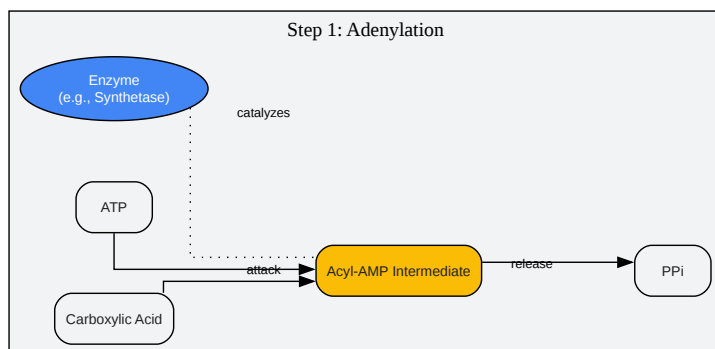 Step 1: Adenylation
Enzyme
(e.g., Synthetase)
catalyzes
ATP
attack
Acyl-AMP Intermediate
release
PPi
Carboxylic Acid